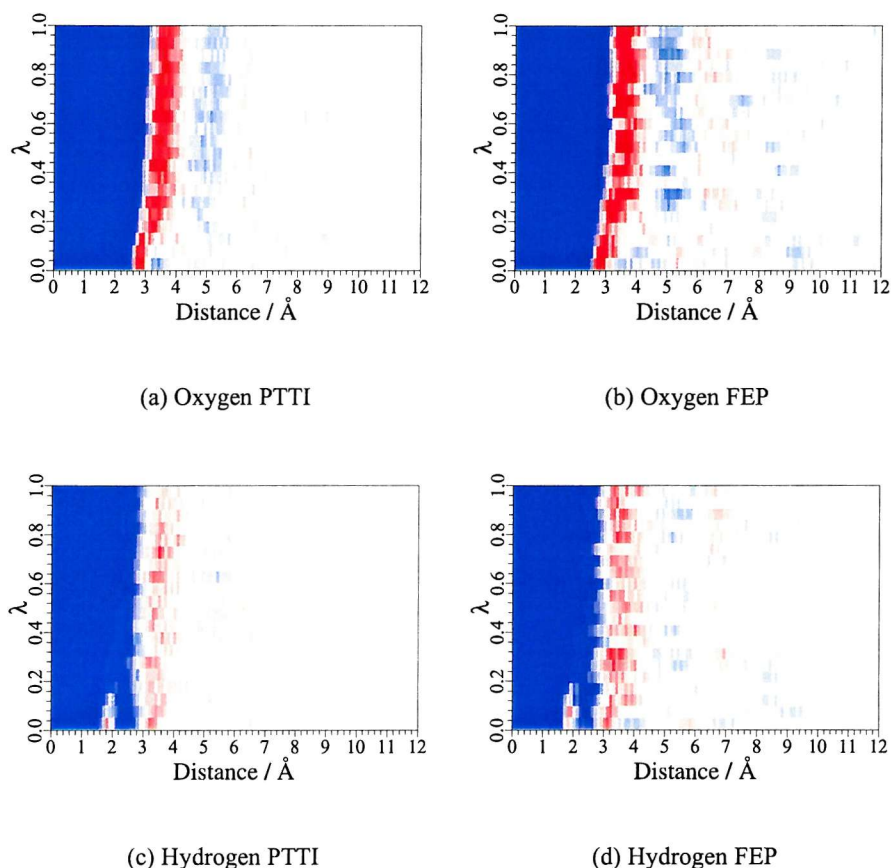 1.0
0.8
0.6
λ
0.4
0.2
0.0
0 1 2 3 4 5 6 7 8 9 10 11 12
Distance / Å
(a) Oxygen PTTI
1.0
0.8
0.6
λ
0.4
0.2
0.0
0 1 2 3 4 5 6 7 8 9 10 11 12
Distance / Å
(b) Oxygen FEP
1.0
0.8
0.6
λ
0.4
0.2
0.0
0 1 2 3 4 5 6 7 8 9 10 11 12
Distance / Å
(c) Hydrogen PTTI
1.0
0.8
0.6
λ
0.4
0.2
0.0
0 1 2 3 4 5 6 7 8 9 10 11 12
Distance / Å
(d) Hydrogen FEP